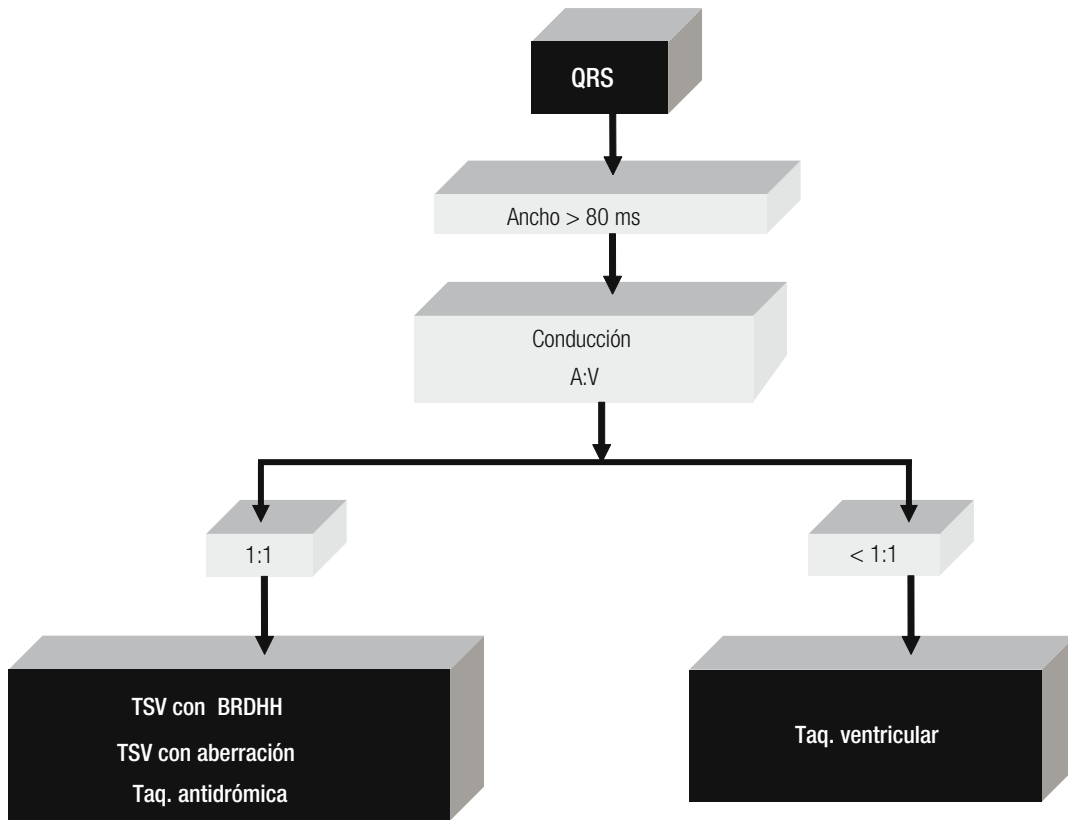 QRS
Ancho > 80 ms
Conducción
A:V
1:1
< 1:1
TSV con BRDHH
TSV con aberración
Taq. antidrómica
Taq. ventricular